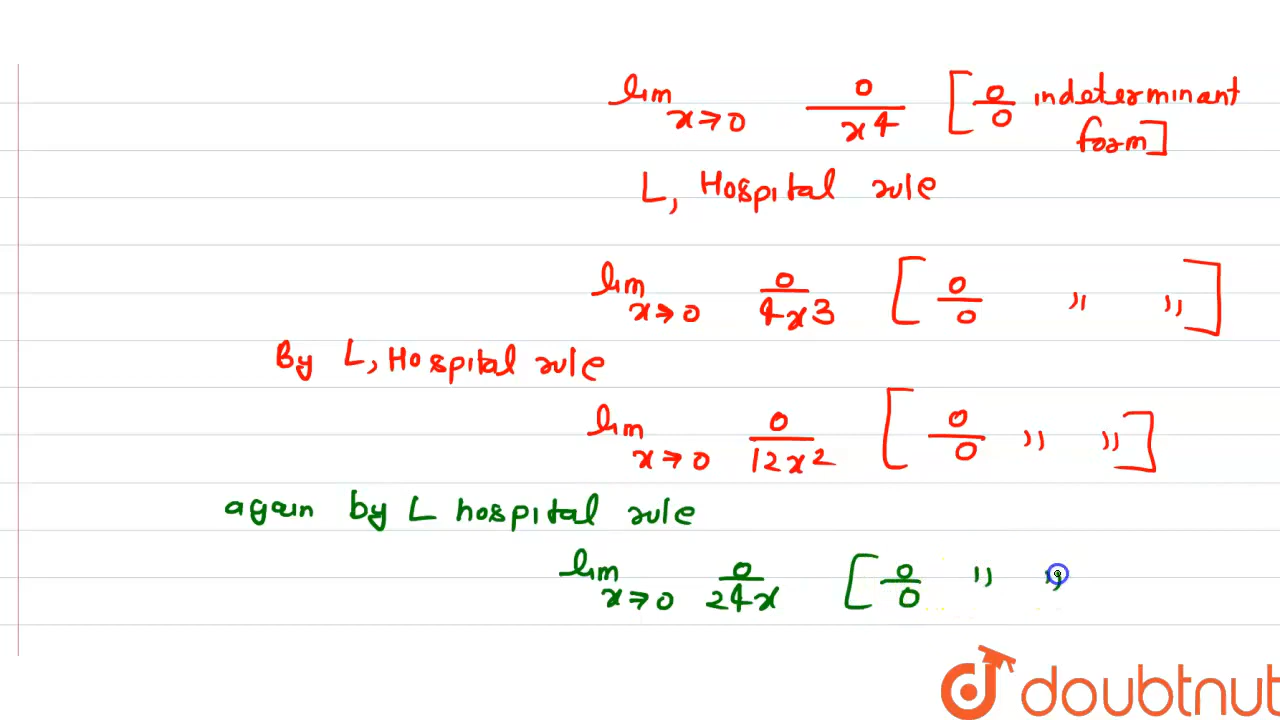 lim x→0 0/x4 [0/0 indeterminant form]
L, Hospital rule
lim x→0 0/4x3 [0/0 " "]
By L, Hospital rule
lim x→0 0/12x2 [0/0 " "]
again by L hospital rule
lim x→0 0/24x [0/0 " "
doubtnut